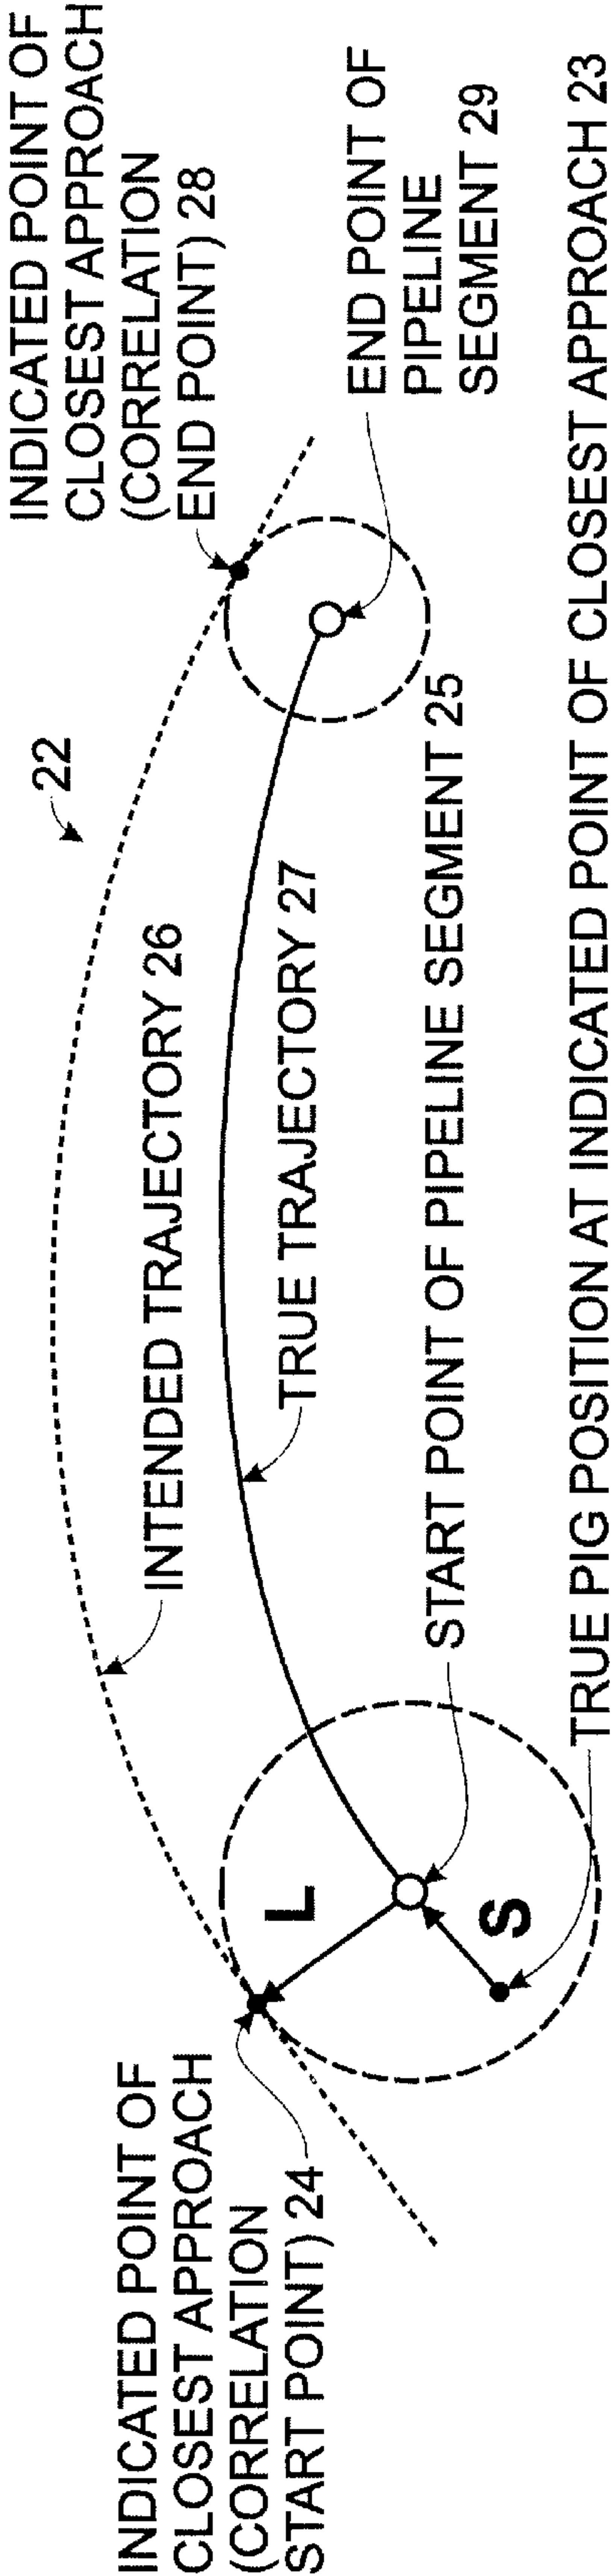 INDICATED POINT OF
CLOSEST APPROACH
(CORRELATION
START POINT) 24
L
S
INTENDED TRAJECTORY 26
22
TRUE TRAJECTORY 27
START POINT OF PIPELINE SEGMENT 25
TRUE PIG POSITION AT INDICATED POINT OF CLOSEST APPROACH 23
INDICATED POINT OF
CLOSEST APPROACH
(CORRELATION
END POINT) 28
END POINT OF
PIPELINE
SEGMENT 29